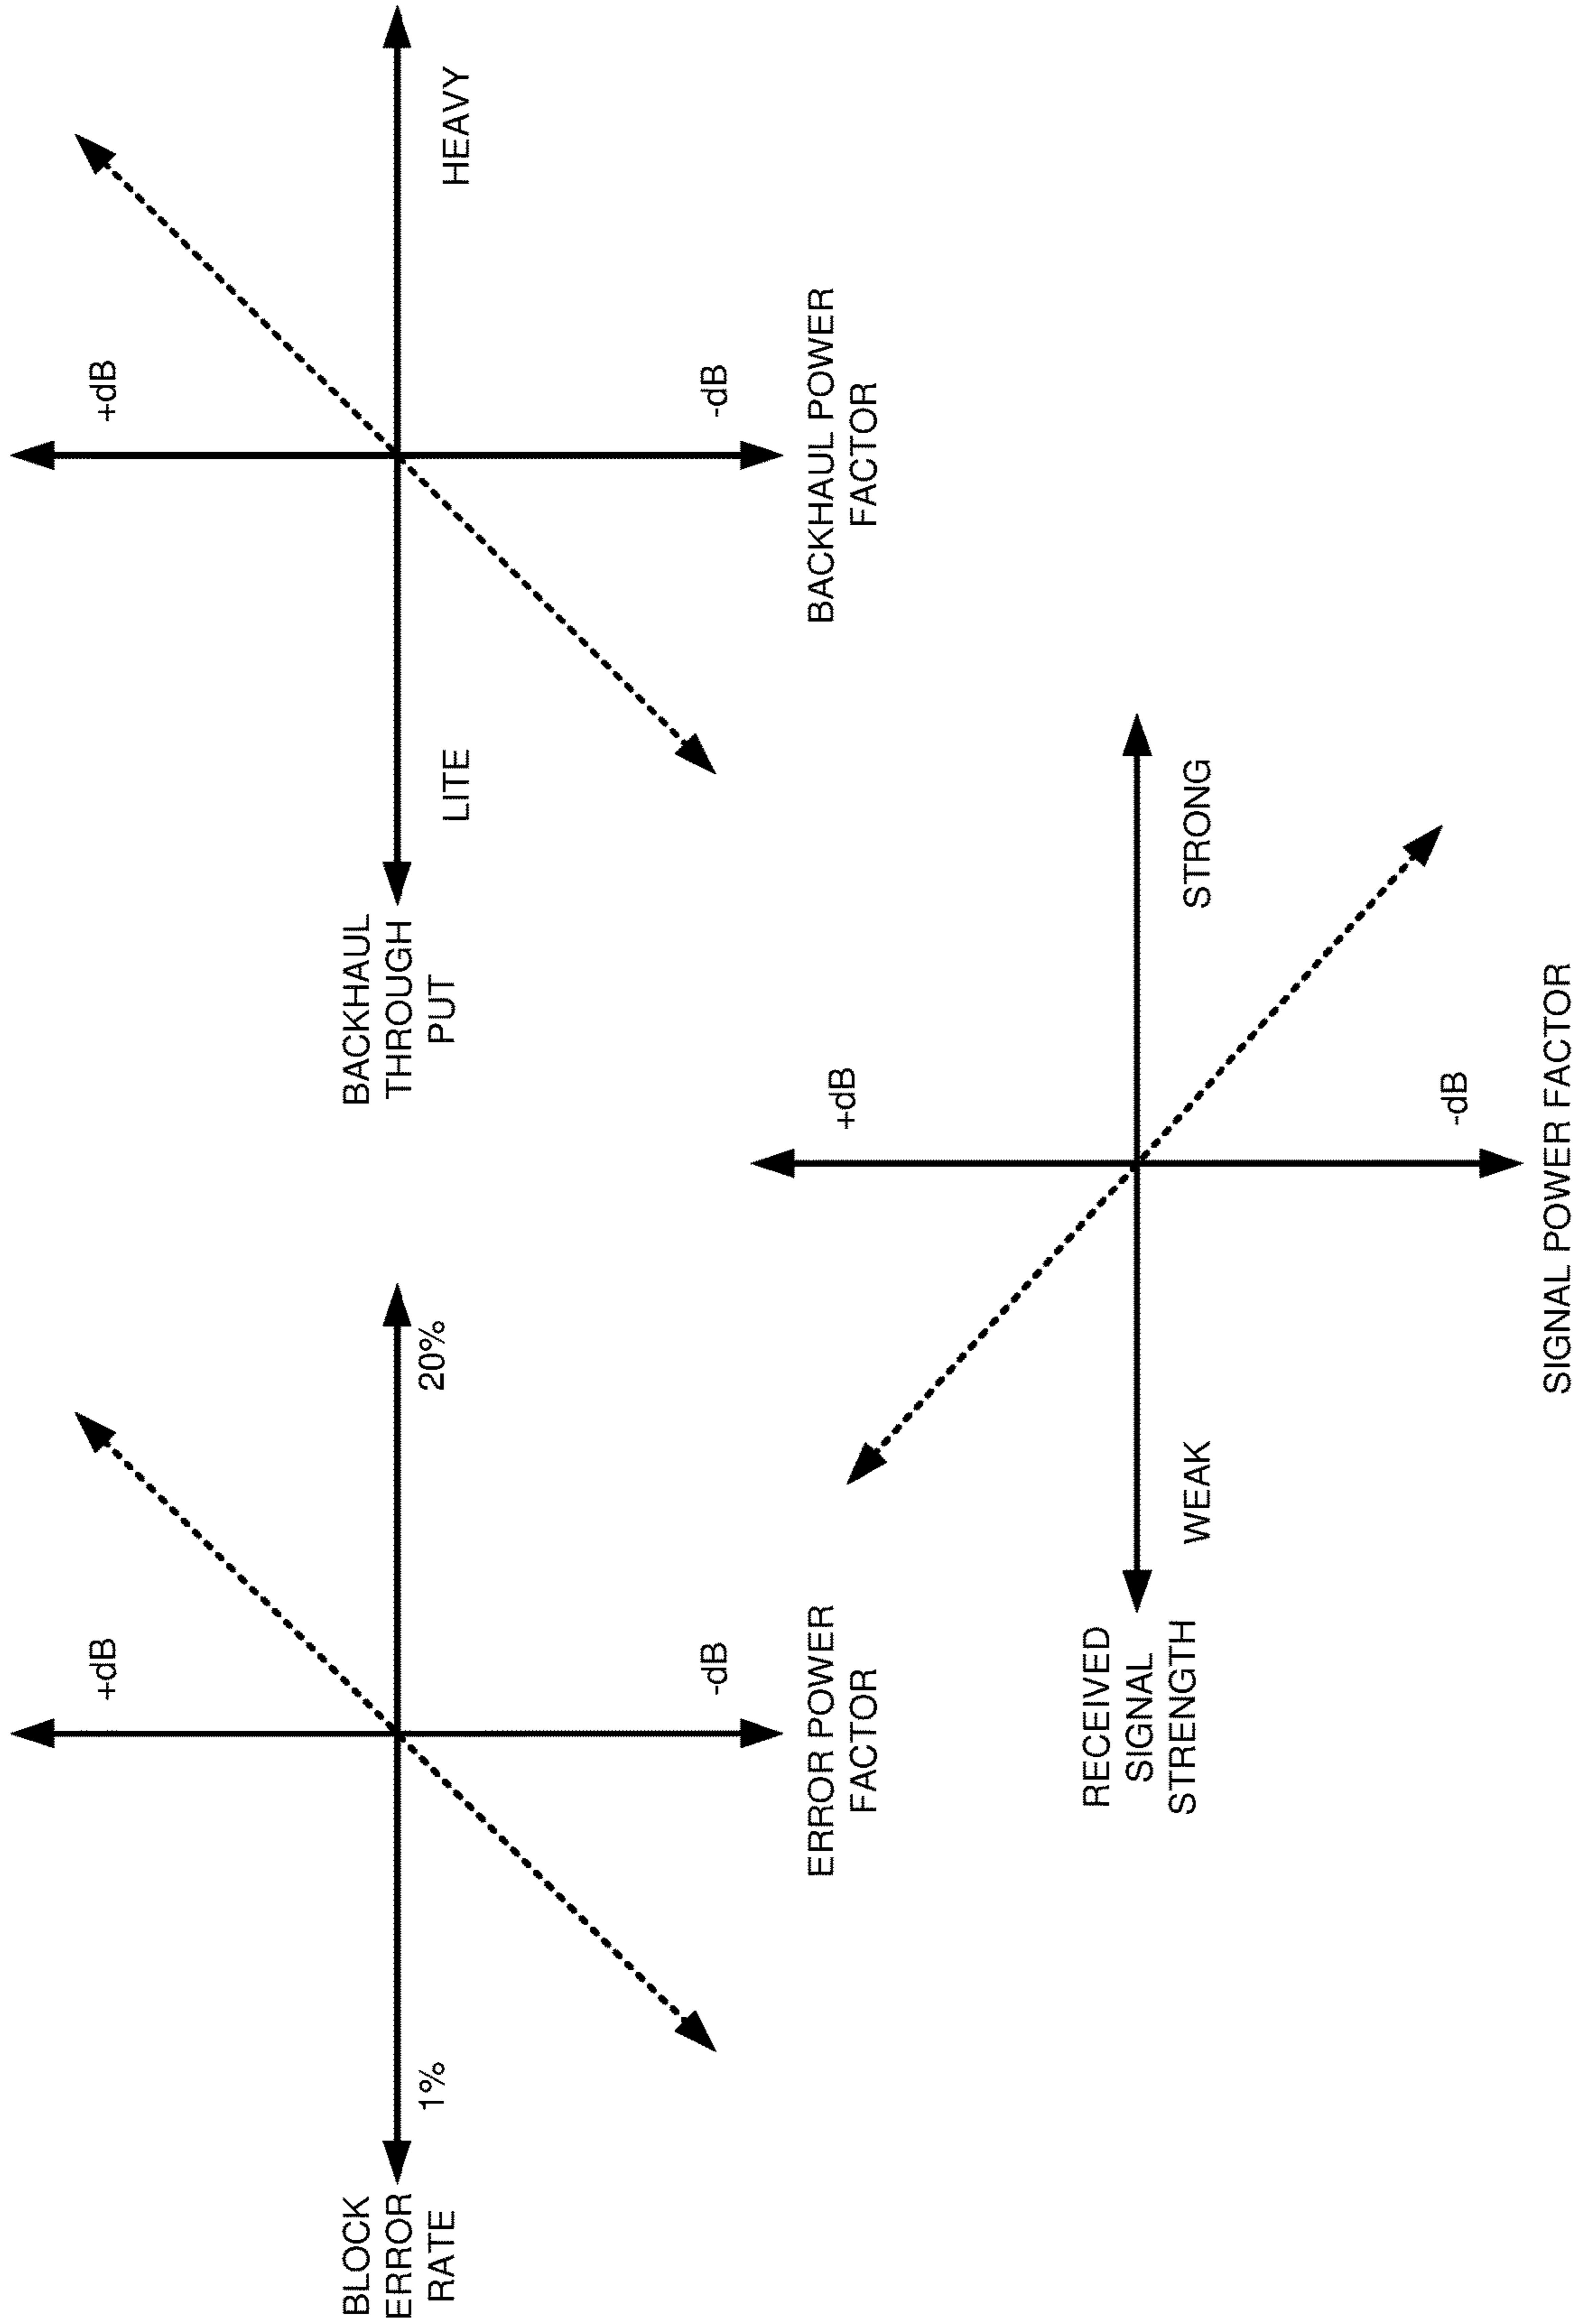 +dB
BLOCK
ERROR
RATE
1%
20%
-dB
ERROR POWER
FACTOR
+dB
BACKHAUL
THROUGH
PUT
LITE
HEAVY
-dB
BACKHAUL POWER
FACTOR
+dB
RECEIVED
SIGNAL
STRENGTH
WEAK
STRONG
-dB
SIGNAL POWER FACTOR